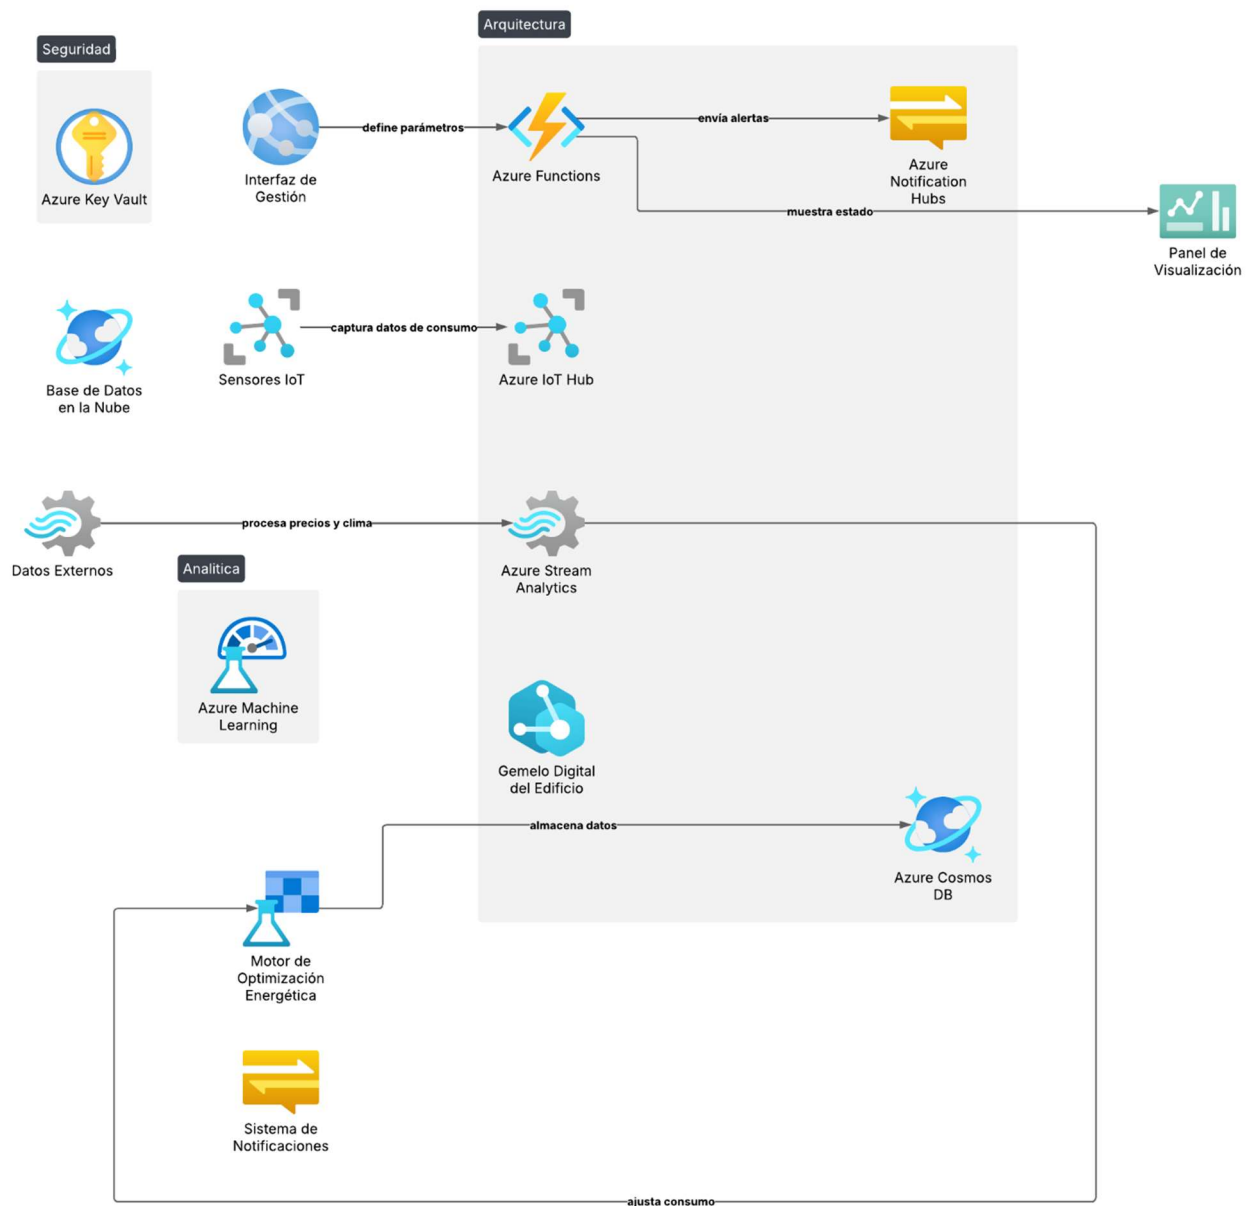 Arquitectura
Seguridad
Azure Key Vault
Interfaz de
Gestión
define parámetros
Azure Functions
envía alertas
Azure
Notification
Hubs
muestra estado
Panel de
Visualización
Base de Datos
en la Nube
Sensores IoT
captura datos de consumo
Azure IoT Hub
Datos Externos
procesa precios y clima
Azure Stream
Analytics
Analitica
Azure Machine
Learning
Gemelo Digital
del Edificio
almacena datos
Azure Cosmos
DB
Motor de
Optimización
Energética
Sistema de
Notificaciones
ajusta consumo